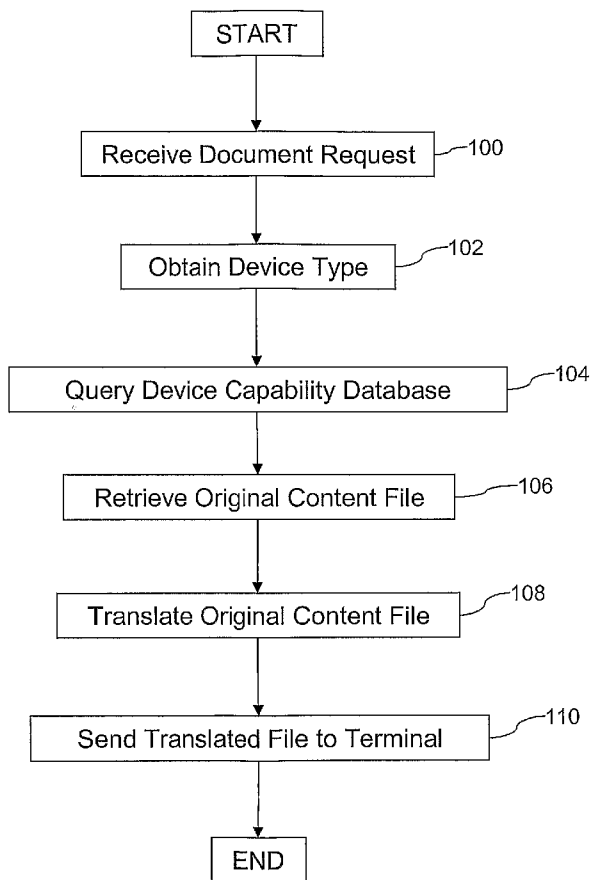 START
Receive Document Request
100
Obtain Device Type
102
Query Device Capability Database
104
Retrieve Original Content File
106
Translate Original Content File
108
Send Translated File to Terminal
110
END